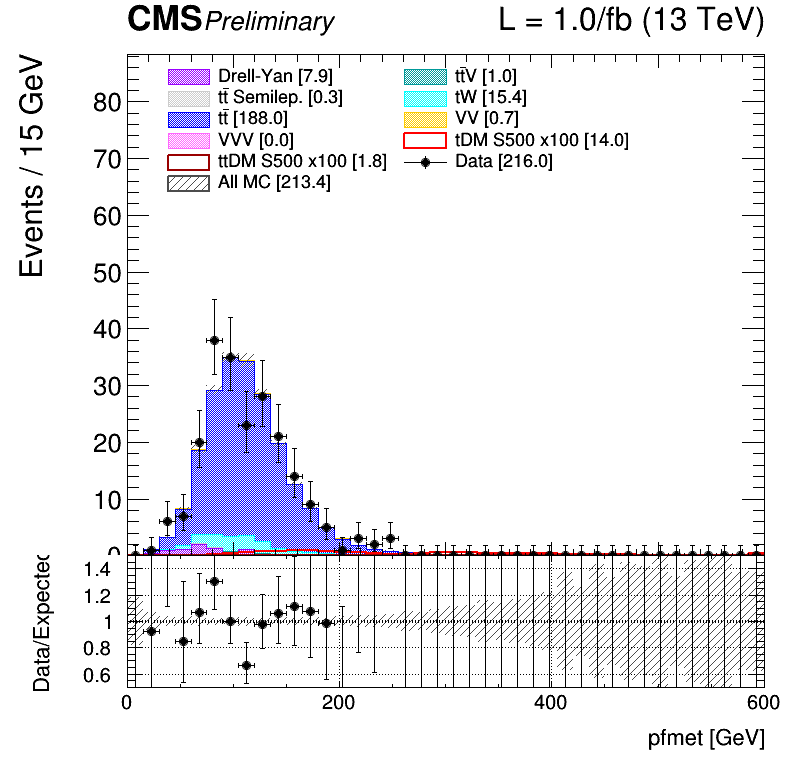 CMS Preliminary L = 1.0/fb (13 TeV)
Events / 15 GeV
Drell-Yan [7.9]
tt̄ Semilep. [0.3]
tt̄ [188.0]
VVV [0.0]
ttDM S500 x100 [1.8]
All MC [213.4]
tt̄V [1.0]
tW [15.4]
VV [0.7]
tDM S500 x100 [14.0]
Data [216.0]
80
70
60
50
40
30
20
10
0
Data/Expected
1.4
1.2
1
0.8
0.6
0 200 400 600
pfmet [GeV]